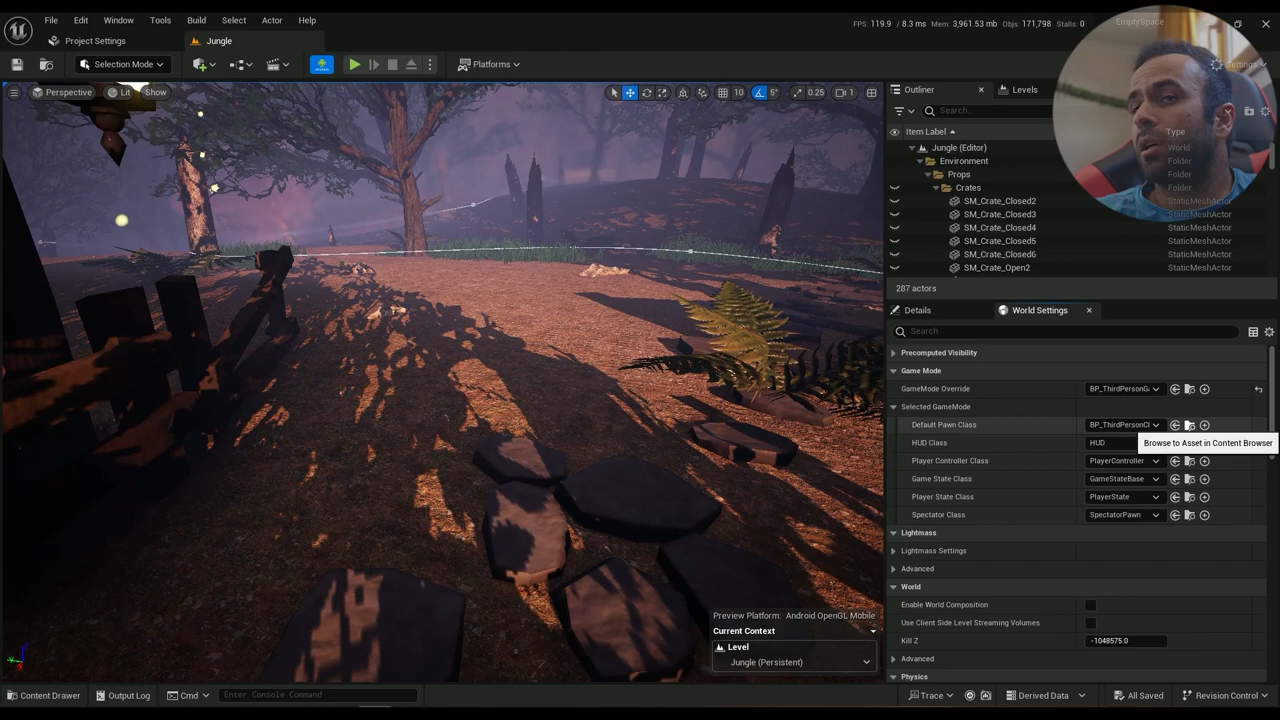 File Edit Window Tools Build Select Actor Help
FPS: 119.9 / 8.3 ms Mem: 3,961.53 mb Objs: 171,798 Stalls: 0
EmptySpace
Project Settings
Jungle
Selection Mode
Platforms
Settings
Perspective Lit Show
10 5° 0.25 1
Outliner Levels
Search...
Item Label Type
Jungle (Editor) World
Environment Folder
Props Folder
Crates Folder
SM_Crate_Closed2 StaticMeshActor
SM_Crate_Closed3 StaticMeshActor
SM_Crate_Closed4 StaticMeshActor
SM_Crate_Closed5 StaticMeshActor
SM_Crate_Closed6 StaticMeshActor
SM_Crate_Open2 StaticMeshActor
287 actors
Details World Settings
Search
Precomputed Visibility
Game Mode
GameMode Override BP_ThirdPersonGa
Selected GameMode
Default Pawn Class BP_ThirdPersonCl
HUD Class HUD
Browse to Asset in Content Browser
Player Controller Class PlayerController
Game State Class GameStateBase
Player State Class PlayerState
Spectator Class SpectatorPawn
Lightmass
Lightmass Settings
Advanced
World
Enable World Composition
Use Client Side Level Streaming Volumes
Kill Z -1048575.0
Advanced
Physics
Preview Platform: Android OpenGL Mobile
Current Context
Level
Jungle (Persistent)
Content Drawer Output Log Cmd Enter Console Command
Trace Derived Data All Saved Revision Control